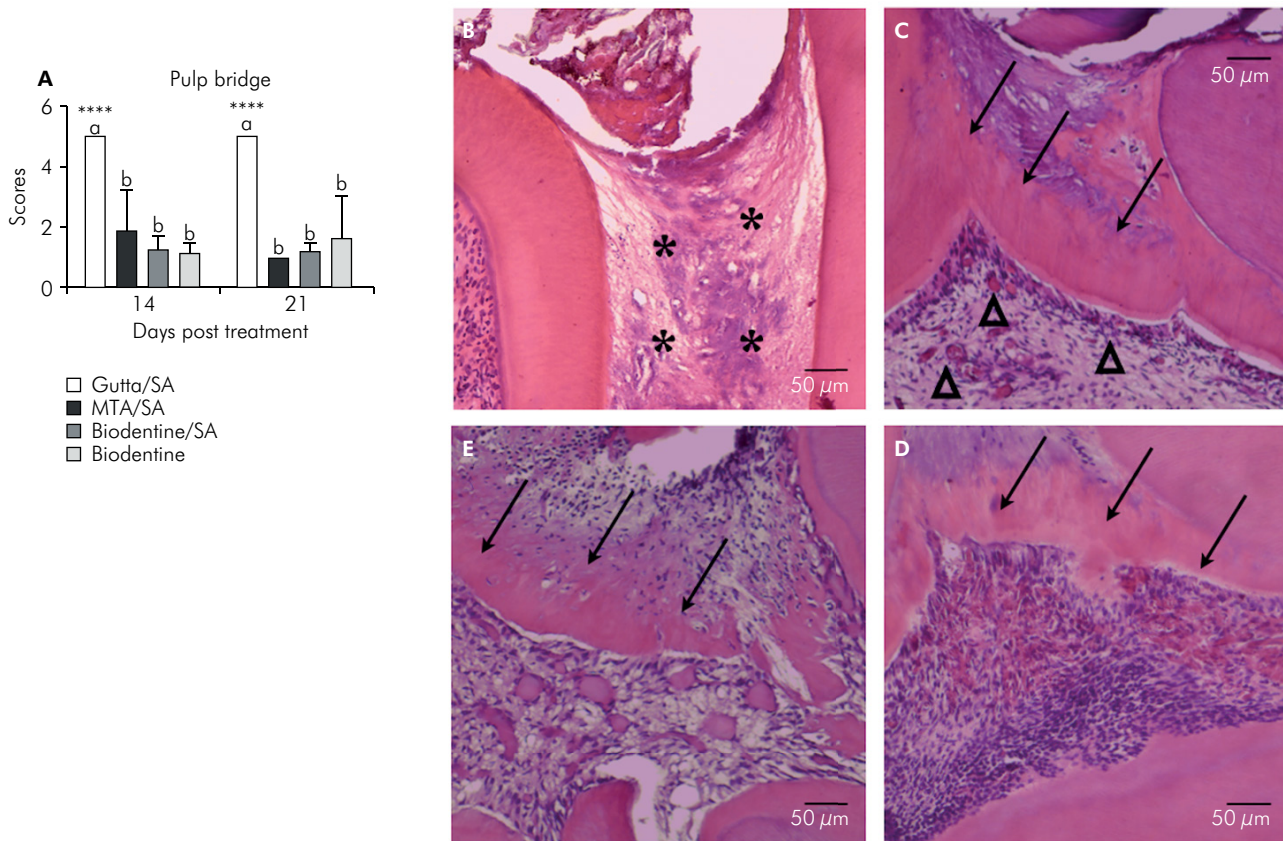 A
Pulp bridge
6
4
2
0
Scores
****
a
b
b
b
****
a
b
b
b
14
21
Days post treatment
Gutta/SA
MTA/SA
Biodentine/SA
Biodentine
B
* * * *
50 µm
C
50 µm
E
50 µm
D
50 µm